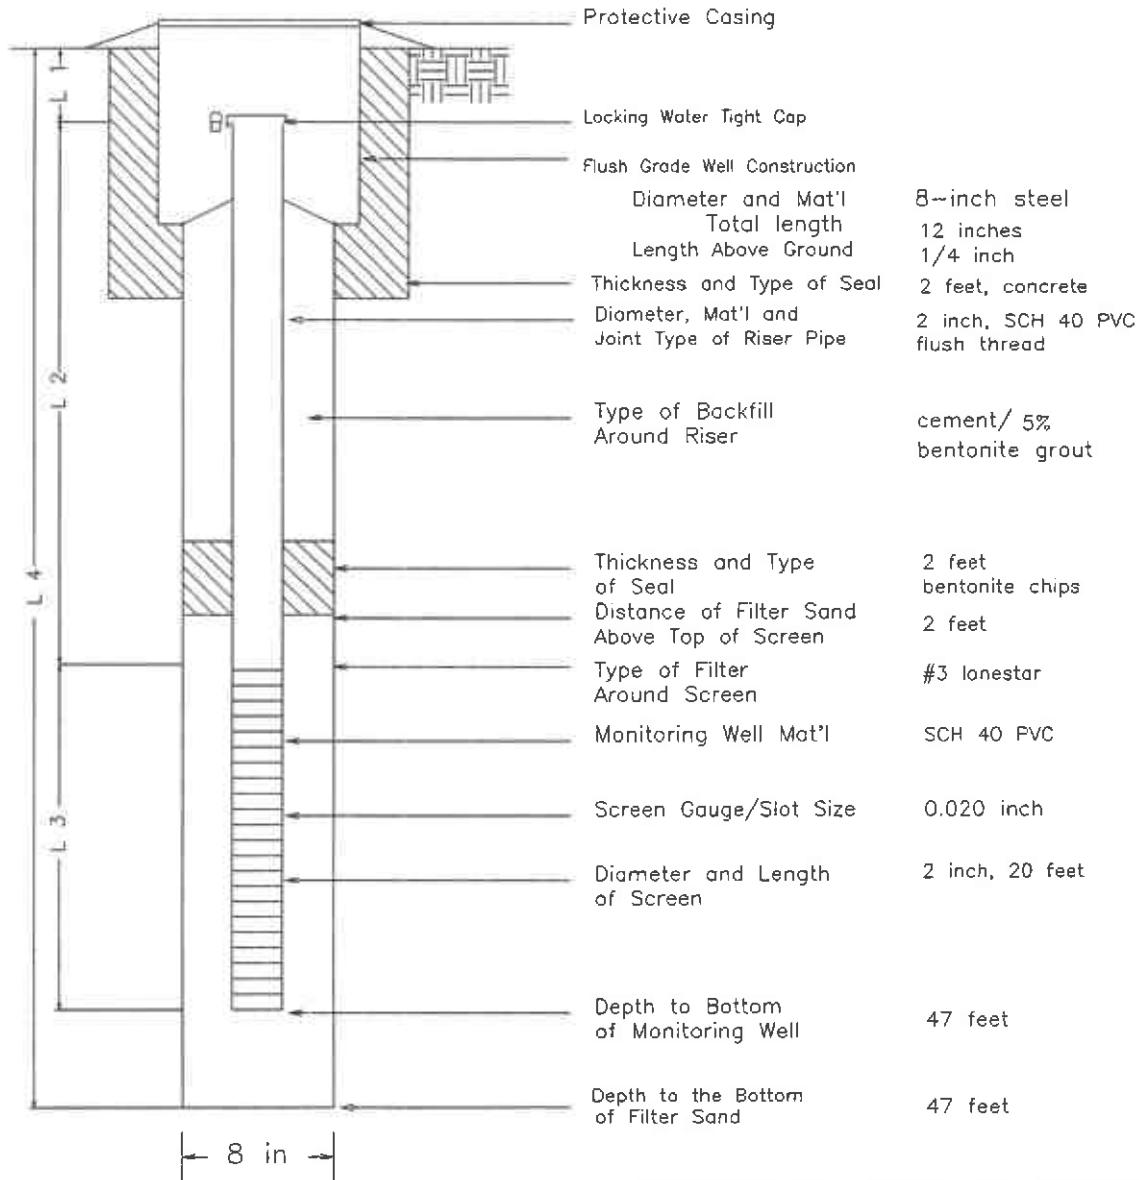 Protective Casing
L 1
Locking Water Tight Cap
Flush Grade Well Construction
Diameter and Mat'l 8-inch steel
Total length 12 inches
Length Above Ground 1/4 inch
Thickness and Type of Seal 2 feet, concrete
Diameter, Mat'l and 2 inch, SCH 40 PVC
Joint Type of Riser Pipe flush thread
L 2
Type of Backfill cement/ 5%
Around Riser bentonite grout
L 4
Thickness and Type 2 feet
of Seal bentonite chips
Distance of Filter Sand
Above Top of Screen 2 feet
Type of Filter #3 lonestar
Around Screen
Monitoring Well Mat'l SCH 40 PVC
L 3
Screen Gauge/Slot Size 0.020 inch
Diameter and Length 2 inch, 20 feet
of Screen
Depth to Bottom
of Monitoring Well 47 feet
Depth to the Bottom
of Filter Sand 47 feet
8 in